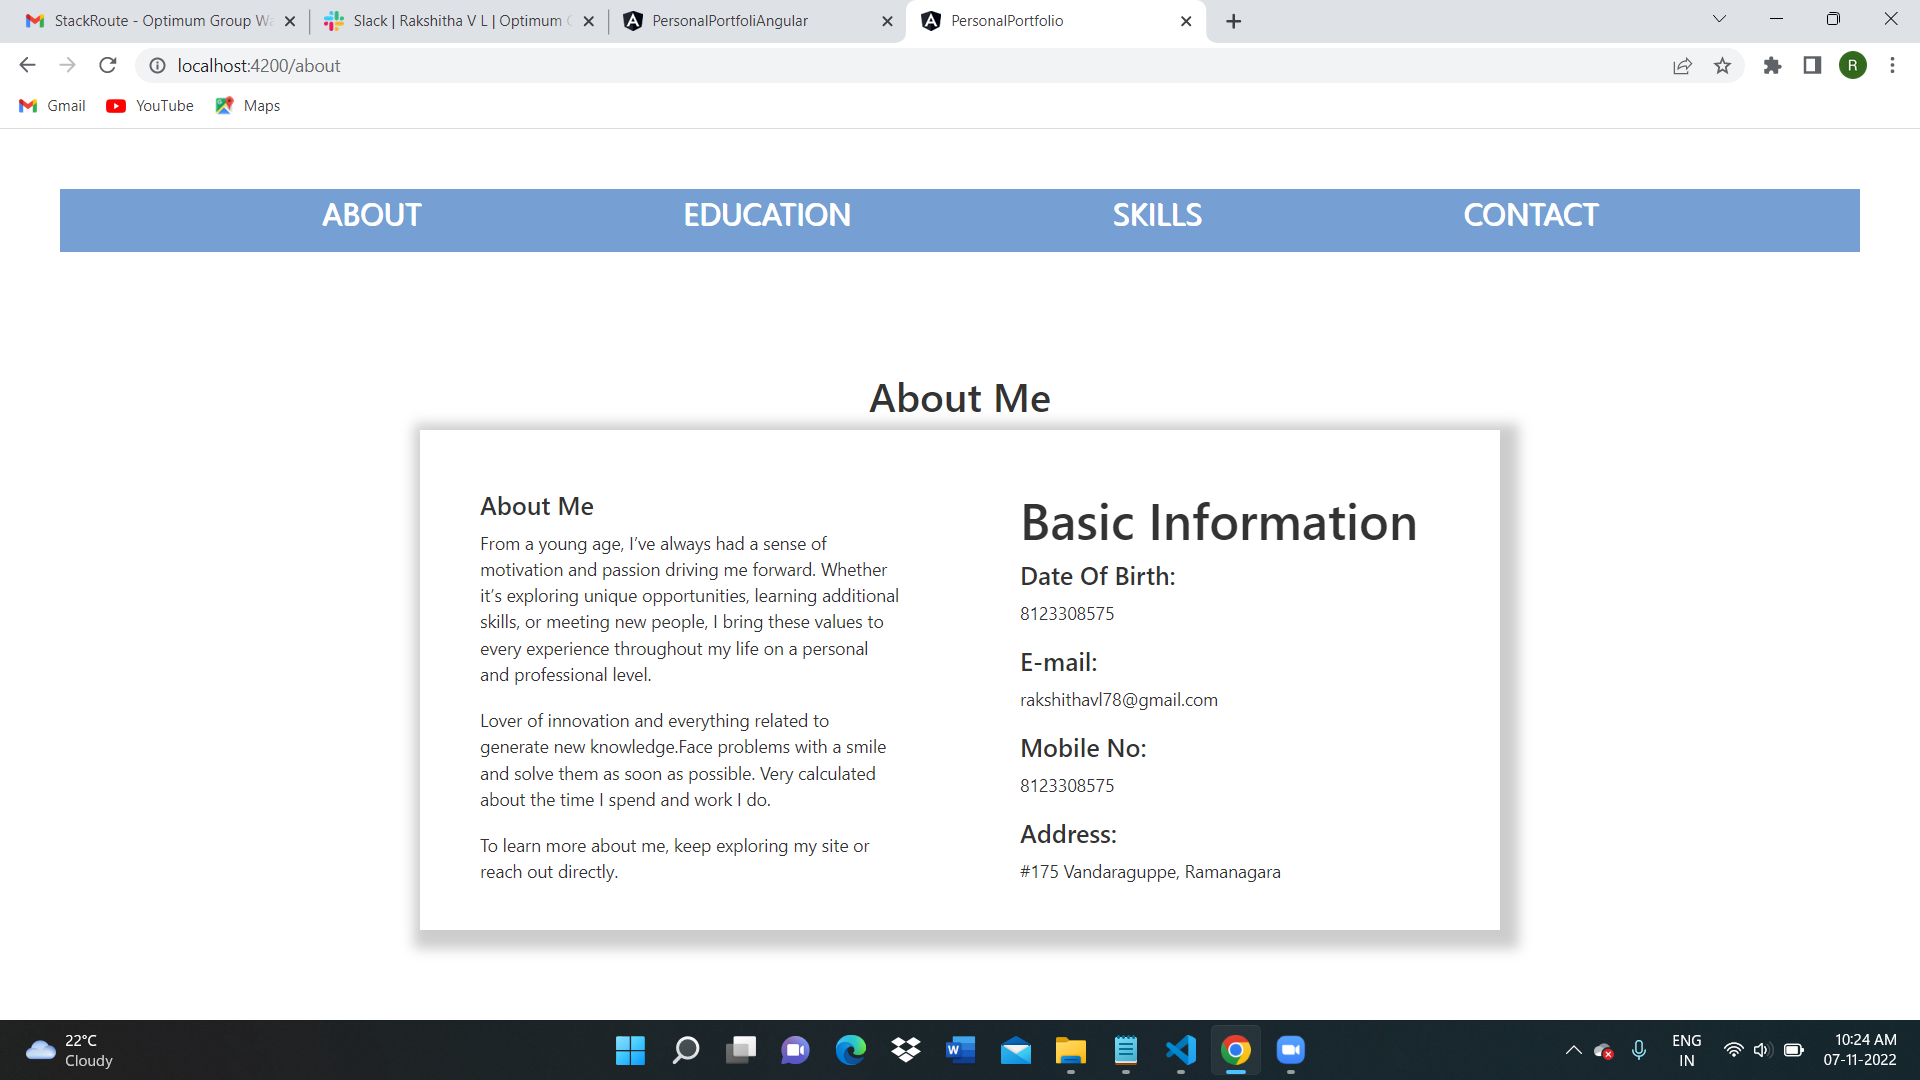 StackRoute - Optimum Group Wa
Slack | Rakshitha V L | Optimum G
PersonalPortfoliAngular
PersonalPortfolio
localhost:4200/about
R
Gmail
YouTube
Maps
ABOUT EDUCATION SKILLS CONTACT
About Me
About Me
From a young age, I’ve always had a sense of
motivation and passion driving me forward. Whether
it’s exploring unique opportunities, learning additional
skills, or meeting new people, I bring these values to
every experience throughout my life on a personal
and professional level.
Lover of innovation and everything related to
generate new knowledge.Face problems with a smile
and solve them as soon as possible. Very calculated
about the time I spend and work I do.
To learn more about me, keep exploring my site or
reach out directly.
Basic Information
Date Of Birth:
8123308575
E-mail:
rakshithavl78@gmail.com
Mobile No:
8123308575
Address:
#175 Vandaraguppe, Ramanagara
22°C
Cloudy
ENG
IN
10:24 AM
07-11-2022